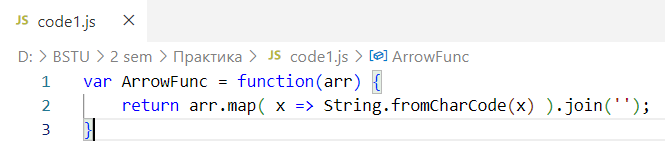 JS code1.js ×
D: > BSTU > 2 sem > Практика > JS code1.js > ArrowFunc
1 var ArrowFunc = function(arr) {
2 return arr.map( x => String.fromCharCode(x) ).join('');
3 }